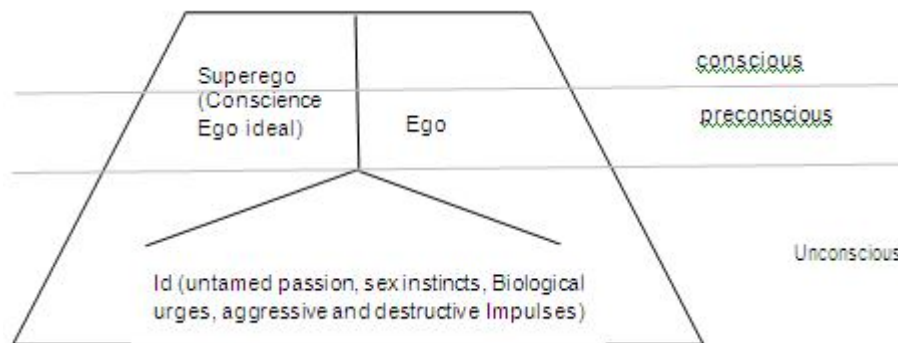 Superego
(Conscience
Ego ideal)
Ego
conscious
preconscious
Unconscious
Id (untamed passion, sex instincts, Biological
urges, aggressive and destructive Impulses)